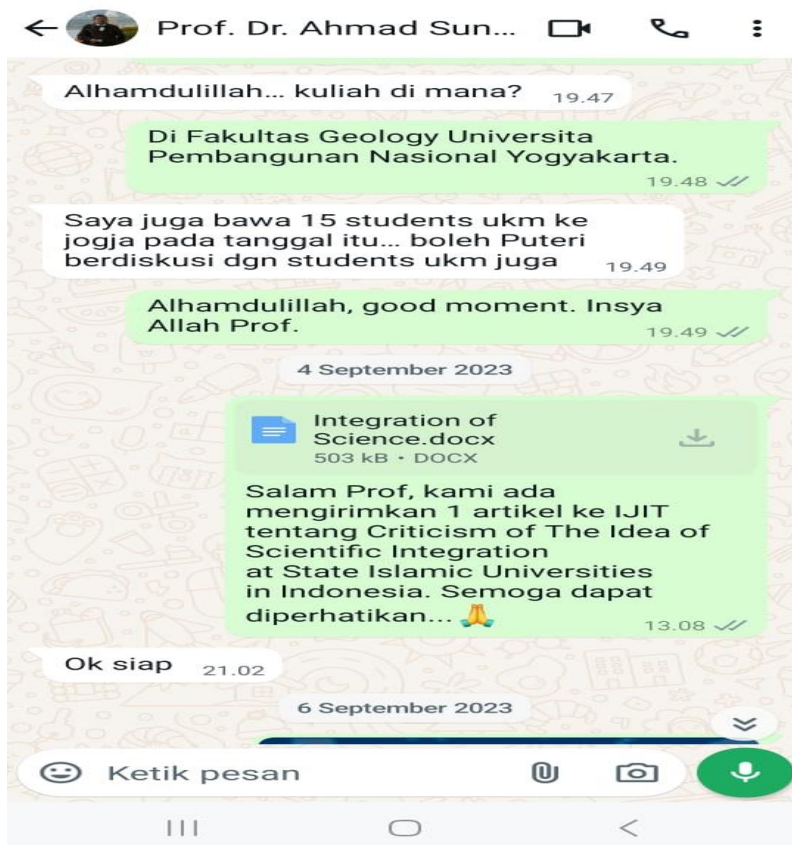 Prof. Dr. Ahmad Sun...
Alhamdulillah... kuliah di mana?
19.47
Di Fakultas Geology Universita
Pembangunan Nasional Yogyakarta.
19.48
Saya juga bawa 15 students ukm ke
jogja pada tanggal itu... boleh Puteri
berdiskusi dgn students ukm juga
19.49
Alhamdulillah, good moment. Insya
Allah Prof.
19.49
4 September 2023
Integration of
Science.docx
503 kB • DOCX
Salam Prof, kami ada
mengirimkan 1 artikel ke IJIT
tentang Criticism of The Idea of
Scientific Integration
at State Islamic Universities
in Indonesia. Semoga dapat
diperhatikan... 🙏
13.08
Ok siap
21.02
6 September 2023
Ketik pesan